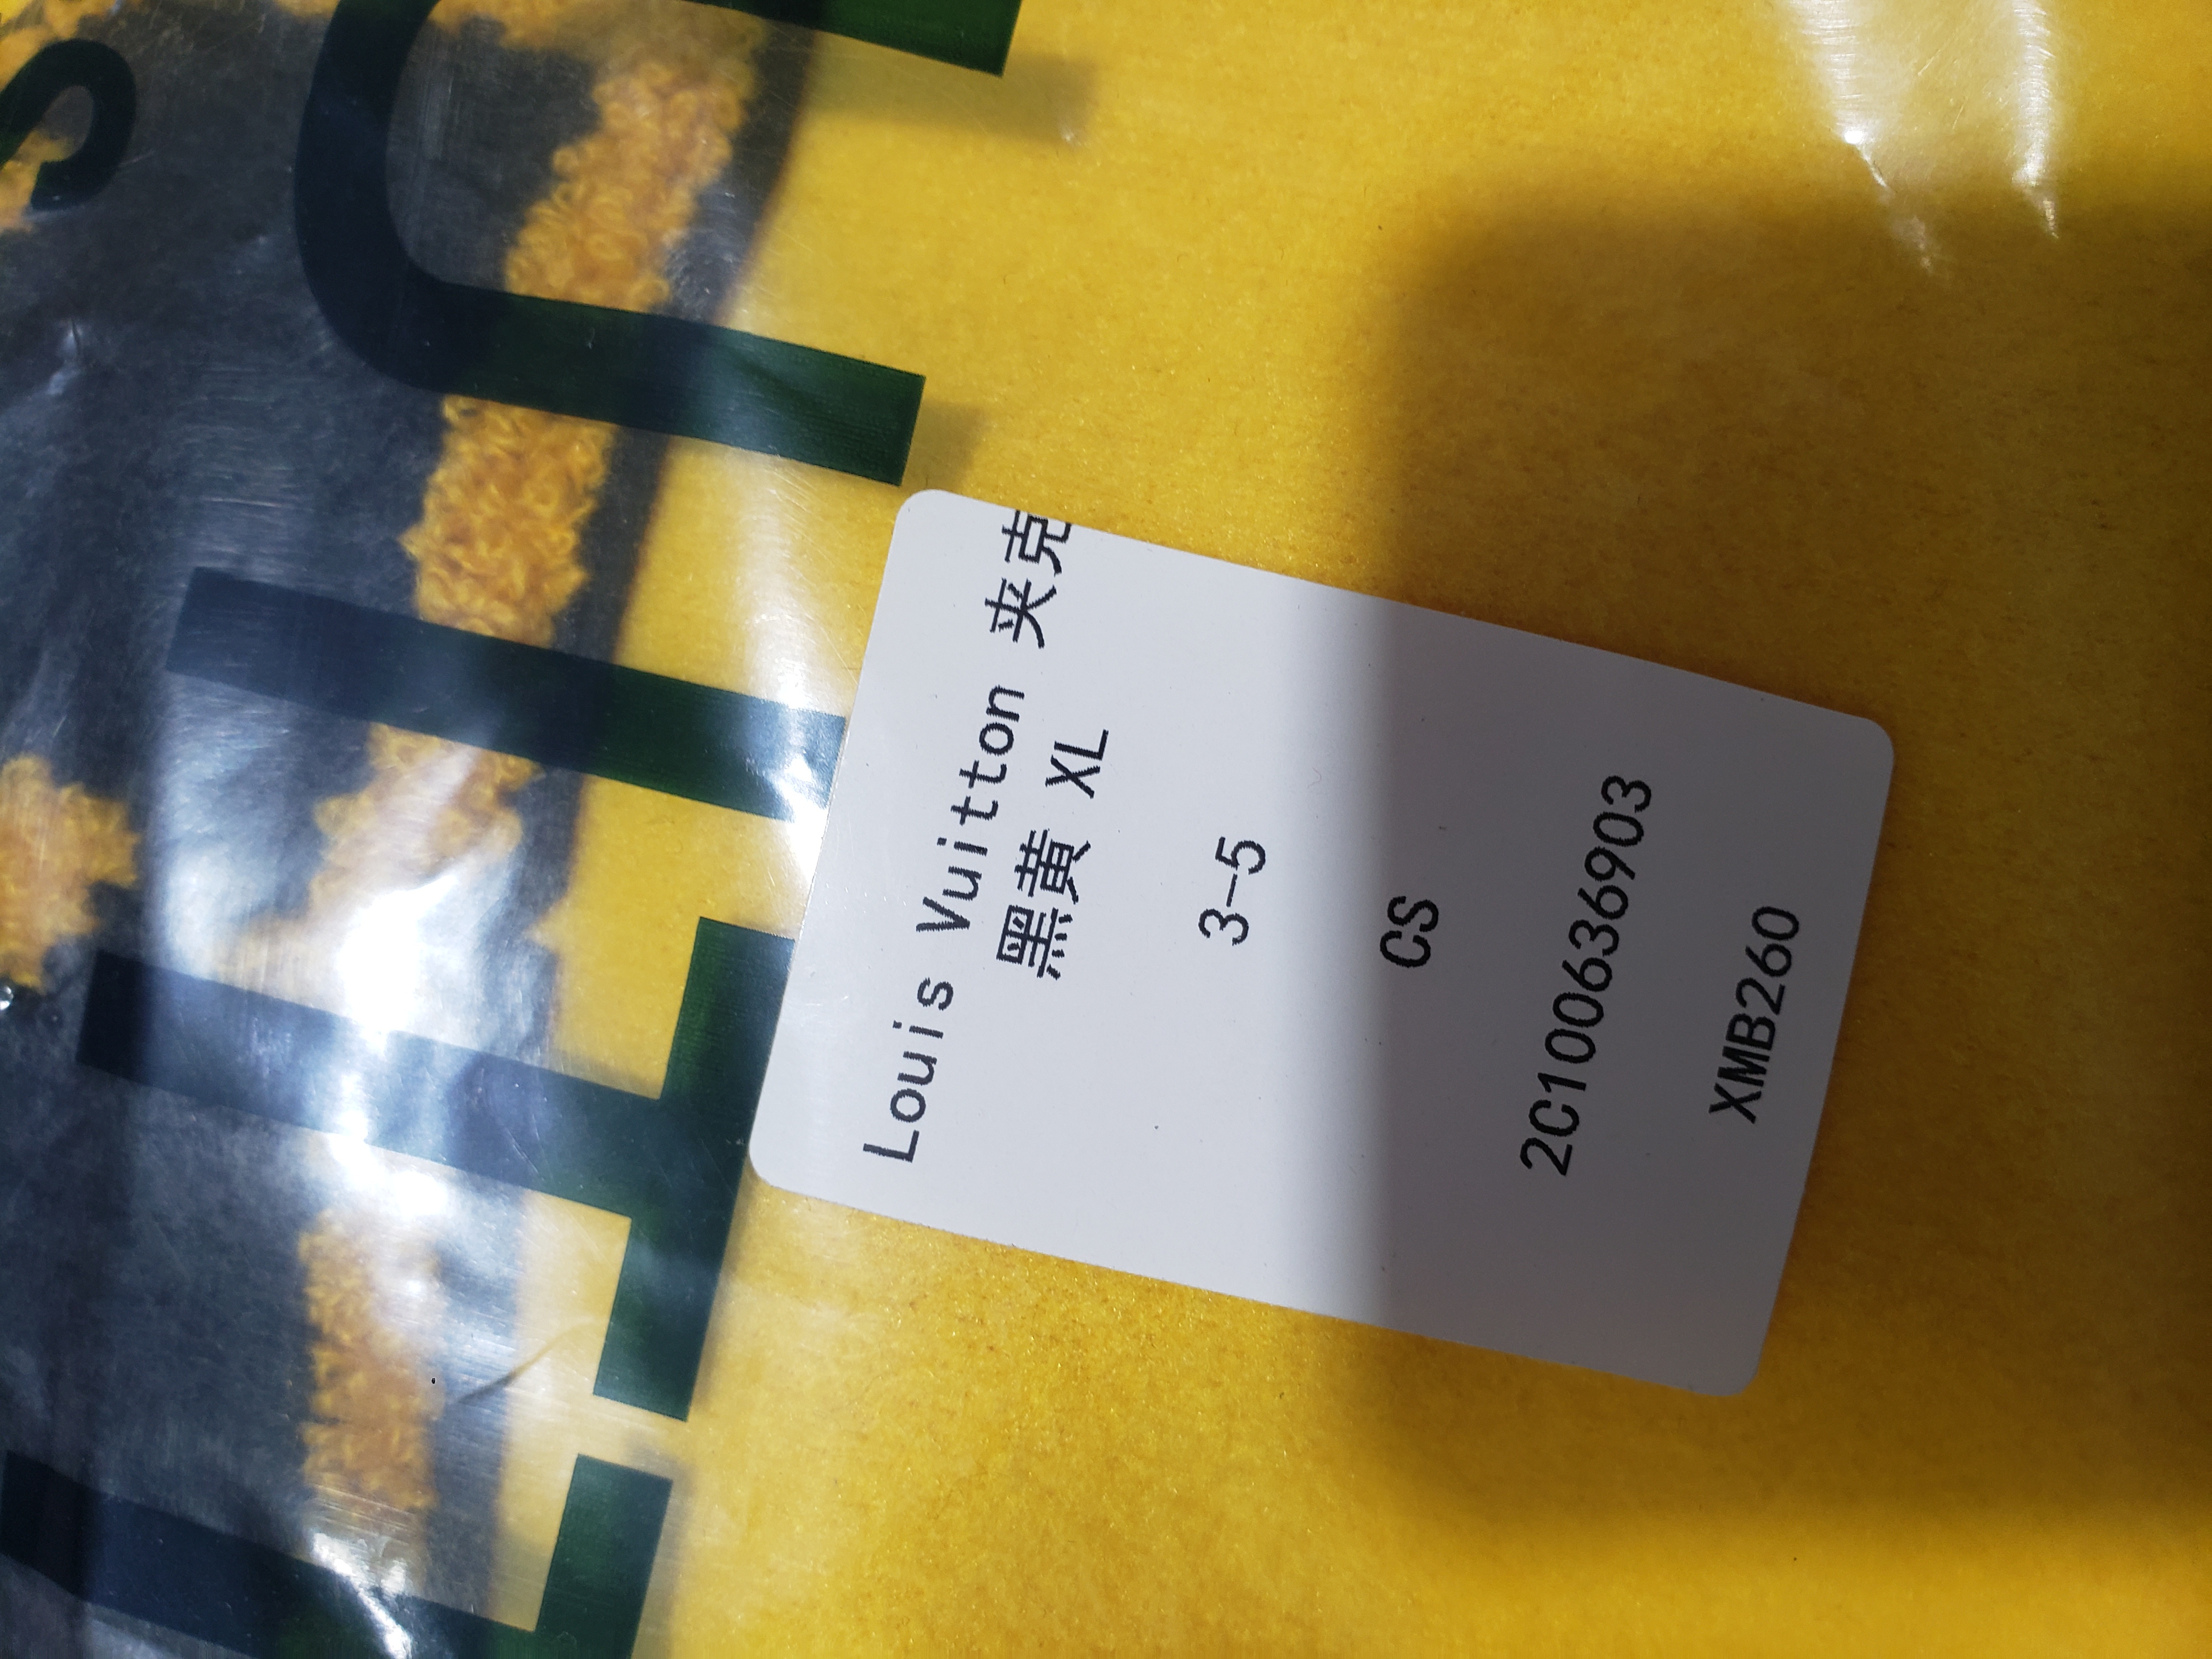 Louis Vuitton 夹克
黑黄 XL
3-5
CS
2C100636903
XMB260